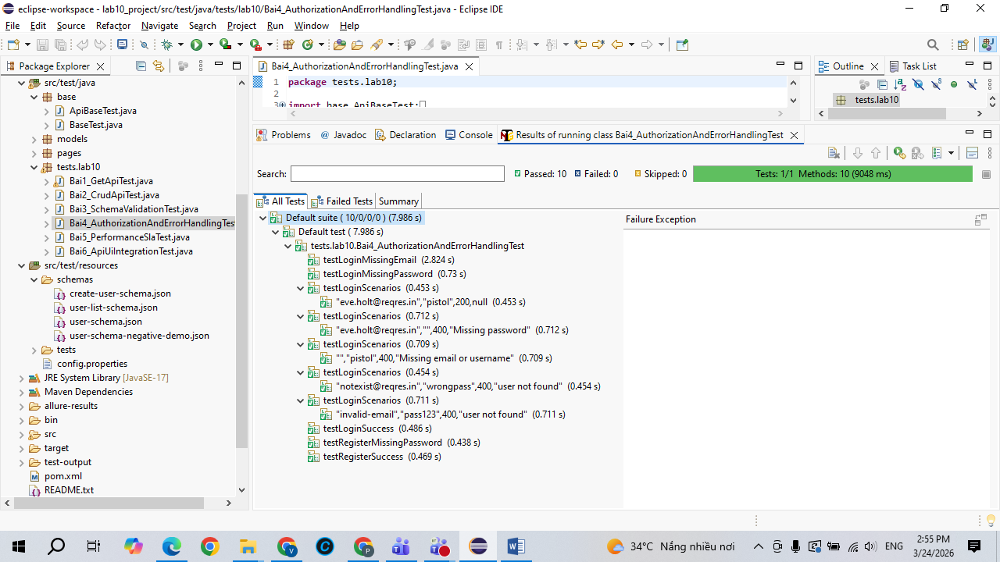 eclipse-workspace - lab10_project/src/test/java/tests/lab10/Bai4_AuthorizationAndErrorHandlingTest.java - Eclipse IDE
File Edit Source Refactor Navigate Search Project Run Window Help
Package Explorer
src/test/java
base
ApiBaseTest.java
BaseTest.java
models
pages
tests.lab10
Bai1_GetApiTest.java
Bai2_CrudApiTest.java
Bai3_SchemaValidationTest.java
Bai4_AuthorizationAndErrorHandlingTes
Bai5_PerformanceSlaTest.java
Bai6_ApiUiIntegrationTest.java
src/test/resources
schemas
create-user-schema.json
user-list-schema.json
user-schema.json
user-schema-negative-demo.json
tests
config.properties
JRE System Library [JavaSE-17]
Maven Dependencies
allure-results
bin
src
target
test-output
pom.xml
README.txt
Bai4_AuthorizationAndErrorHandlingTest.java
1 package tests.lab10;
2
3 import base.ApiBaseTest;
Outline Task List
tests.lab10
Problems Javadoc Declaration Console Results of running class Bai4_AuthorizationAndErrorHandlingTest
Search: Passed: 10 Failed: 0 Skipped: 0 Tests: 1/1 Methods: 10 (9048 ms)
All Tests Failed Tests Summary
Default suite ( 10/0/0/0 ) (7.986 s)
Default test ( 7.986 s)
tests.lab10.Bai4_AuthorizationAndErrorHandlingTest
testLoginMissingEmail (2.824 s)
testLoginMissingPassword (0.73 s)
testLoginScenarios (0.453 s)
"eve.holt@reqres.in","pistol",200,null (0.453 s)
testLoginScenarios (0.712 s)
"eve.holt@reqres.in","",400,"Missing password" (0.712 s)
testLoginScenarios (0.709 s)
"","pistol",400,"Missing email or username" (0.709 s)
testLoginScenarios (0.454 s)
"notexist@reqres.in","wrongpass",400,"user not found" (0.454 s)
testLoginScenarios (0.711 s)
"invalid-email","pass123",400,"user not found" (0.711 s)
testLoginSuccess (0.486 s)
testRegisterMissingPassword (0.438 s)
testRegisterSuccess (0.469 s)
Failure Exception
34°C Nắng nhiều nơi
ENG
2:55 PM
3/24/2026